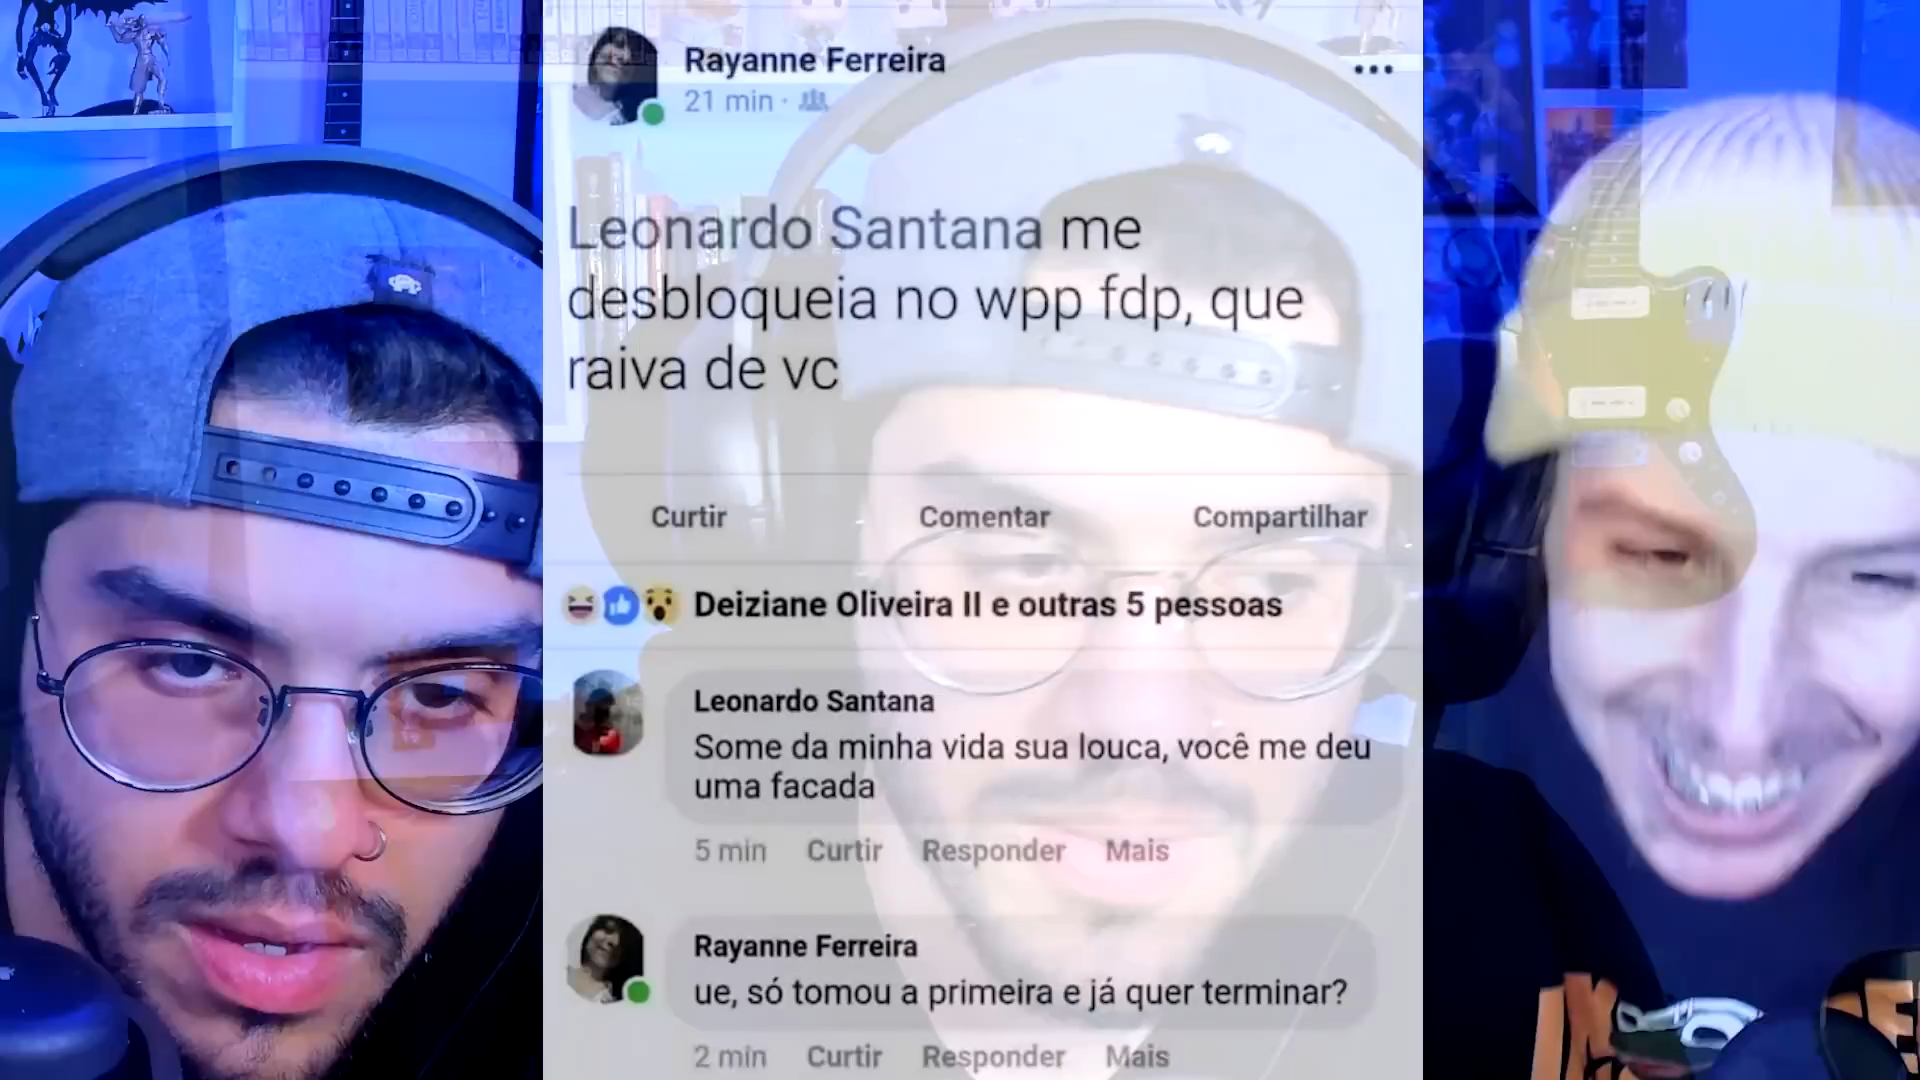 Rayanne Ferreira
21 min ·
Leonardo Santana me
desbloqueia no wpp fdp, que
raiva de vc
Curtir Comentar Compartilhar
Deiziane Oliveira II e outras 5 pessoas
Leonardo Santana
Some da minha vida sua louca, você me deu
uma facada
5 min Curtir Responder Mais
Rayanne Ferreira
ue, só tomou a primeira e já quer terminar?
2 min Curtir Responder Mais